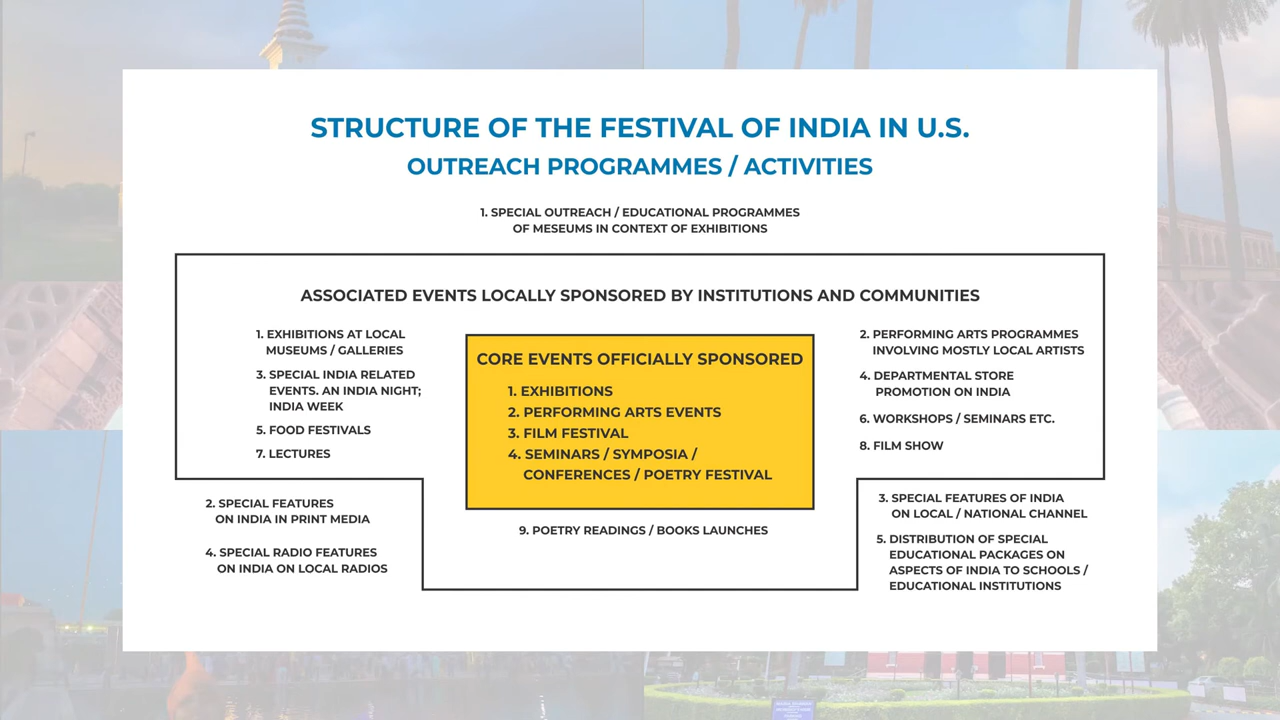 STRUCTURE OF THE FESTIVAL OF INDIA IN U.S.
OUTREACH PROGRAMMES / ACTIVITIES
1. SPECIAL OUTREACH / EDUCATIONAL PROGRAMMES
OF MESEUMS IN CONTEXT OF EXHIBITIONS
ASSOCIATED EVENTS LOCALLY SPONSORED BY INSTITUTIONS AND COMMUNITIES
1. EXHIBITIONS AT LOCAL
MUSEUMS / GALLERIES
3. SPECIAL INDIA RELATED
EVENTS. AN INDIA NIGHT;
INDIA WEEK
5. FOOD FESTIVALS
7. LECTURES
CORE EVENTS OFFICIALLY SPONSORED
1. EXHIBITIONS
2. PERFORMING ARTS EVENTS
3. FILM FESTIVAL
4. SEMINARS / SYMPOSIA /
CONFERENCES / POETRY FESTIVAL
2. PERFORMING ARTS PROGRAMMES
INVOLVING MOSTLY LOCAL ARTISTS
4. DEPARTMENTAL STORE
PROMOTION ON INDIA
6. WORKSHOPS / SEMINARS ETC.
8. FILM SHOW
9. POETRY READINGS / BOOKS LAUNCHES
2. SPECIAL FEATURES
ON INDIA IN PRINT MEDIA
4. SPECIAL RADIO FEATURES
ON INDIA ON LOCAL RADIOS
3. SPECIAL FEATURES OF INDIA
ON LOCAL / NATIONAL CHANNEL
5. DISTRIBUTION OF SPECIAL
EDUCATIONAL PACKAGES ON
ASPECTS OF INDIA TO SCHOOLS /
EDUCATIONAL INSTITUTIONS